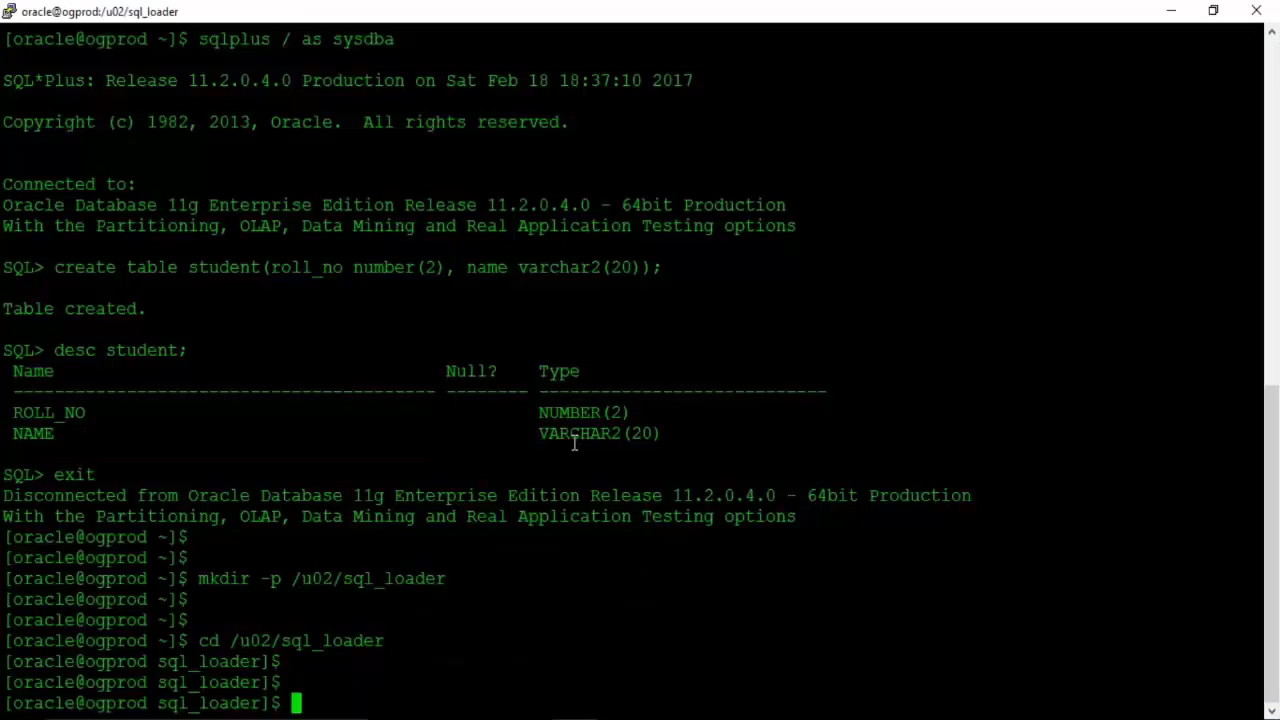 oracle@ogprod:/u02/sql_loader
[oracle@ogprod ~]$ sqlplus / as sysdba
SQL*Plus: Release 11.2.0.4.0 Production on Sat Feb 18 18:37:10 2017
Copyright (c) 1982, 2013, Oracle.  All rights reserved.
Connected to:
Oracle Database 11g Enterprise Edition Release 11.2.0.4.0 - 64bit Production
With the Partitioning, OLAP, Data Mining and Real Application Testing options
SQL> create table student(roll_no number(2), name varchar2(20));
Table created.
SQL> desc student;
Name Null? Type
----------------------------------------- -------- ----------------------------
ROLL_NO NUMBER(2)
NAME VARCHAR2(20)
SQL> exit
Disconnected from Oracle Database 11g Enterprise Edition Release 11.2.0.4.0 - 64bit Production
With the Partitioning, OLAP, Data Mining and Real Application Testing options
[oracle@ogprod ~]$
[oracle@ogprod ~]$
[oracle@ogprod ~]$ mkdir -p /u02/sql_loader
[oracle@ogprod ~]$
[oracle@ogprod ~]$
[oracle@ogprod ~]$ cd /u02/sql_loader
[oracle@ogprod sql_loader]$
[oracle@ogprod sql_loader]$
[oracle@ogprod sql_loader]$